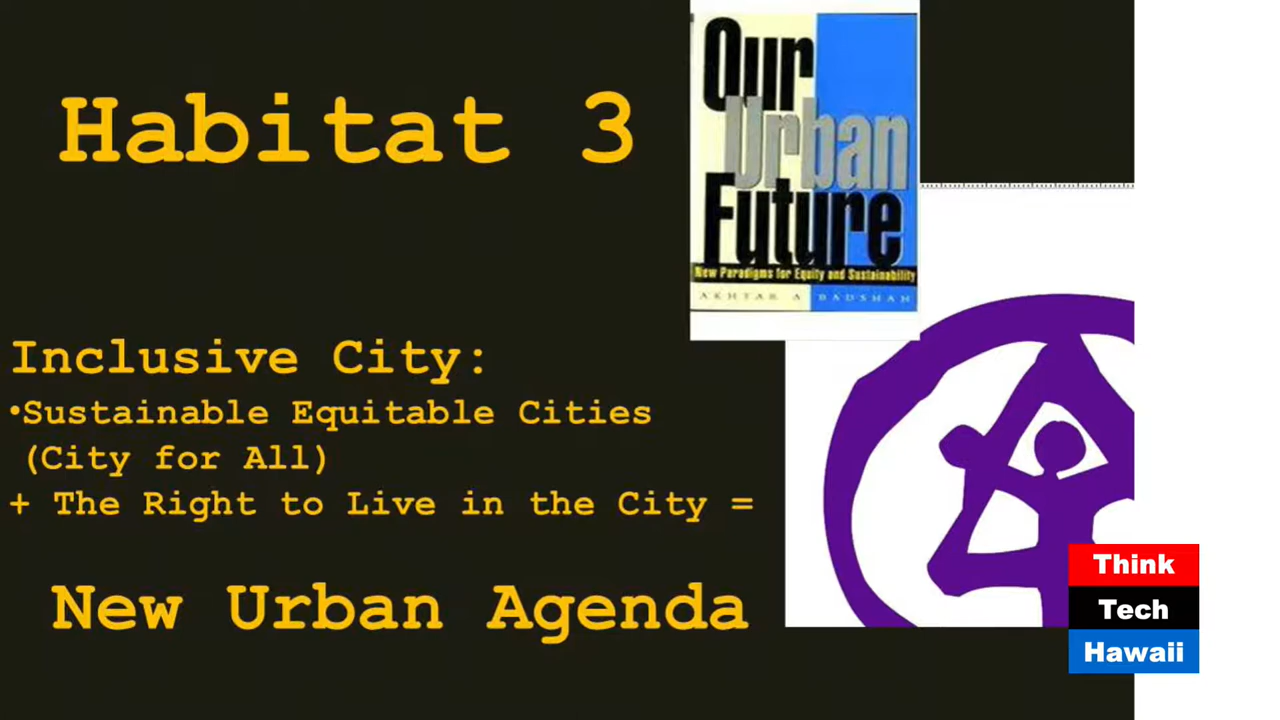 Habitat 3
Our
Urban
Future
New Paradigms for Equity and Sustainability
AKHTAR A BADSHAH
Inclusive City:
•Sustainable Equitable Cities
(City for All)
+ The Right to Live in the City =
New Urban Agenda
Think
Tech
Hawaii